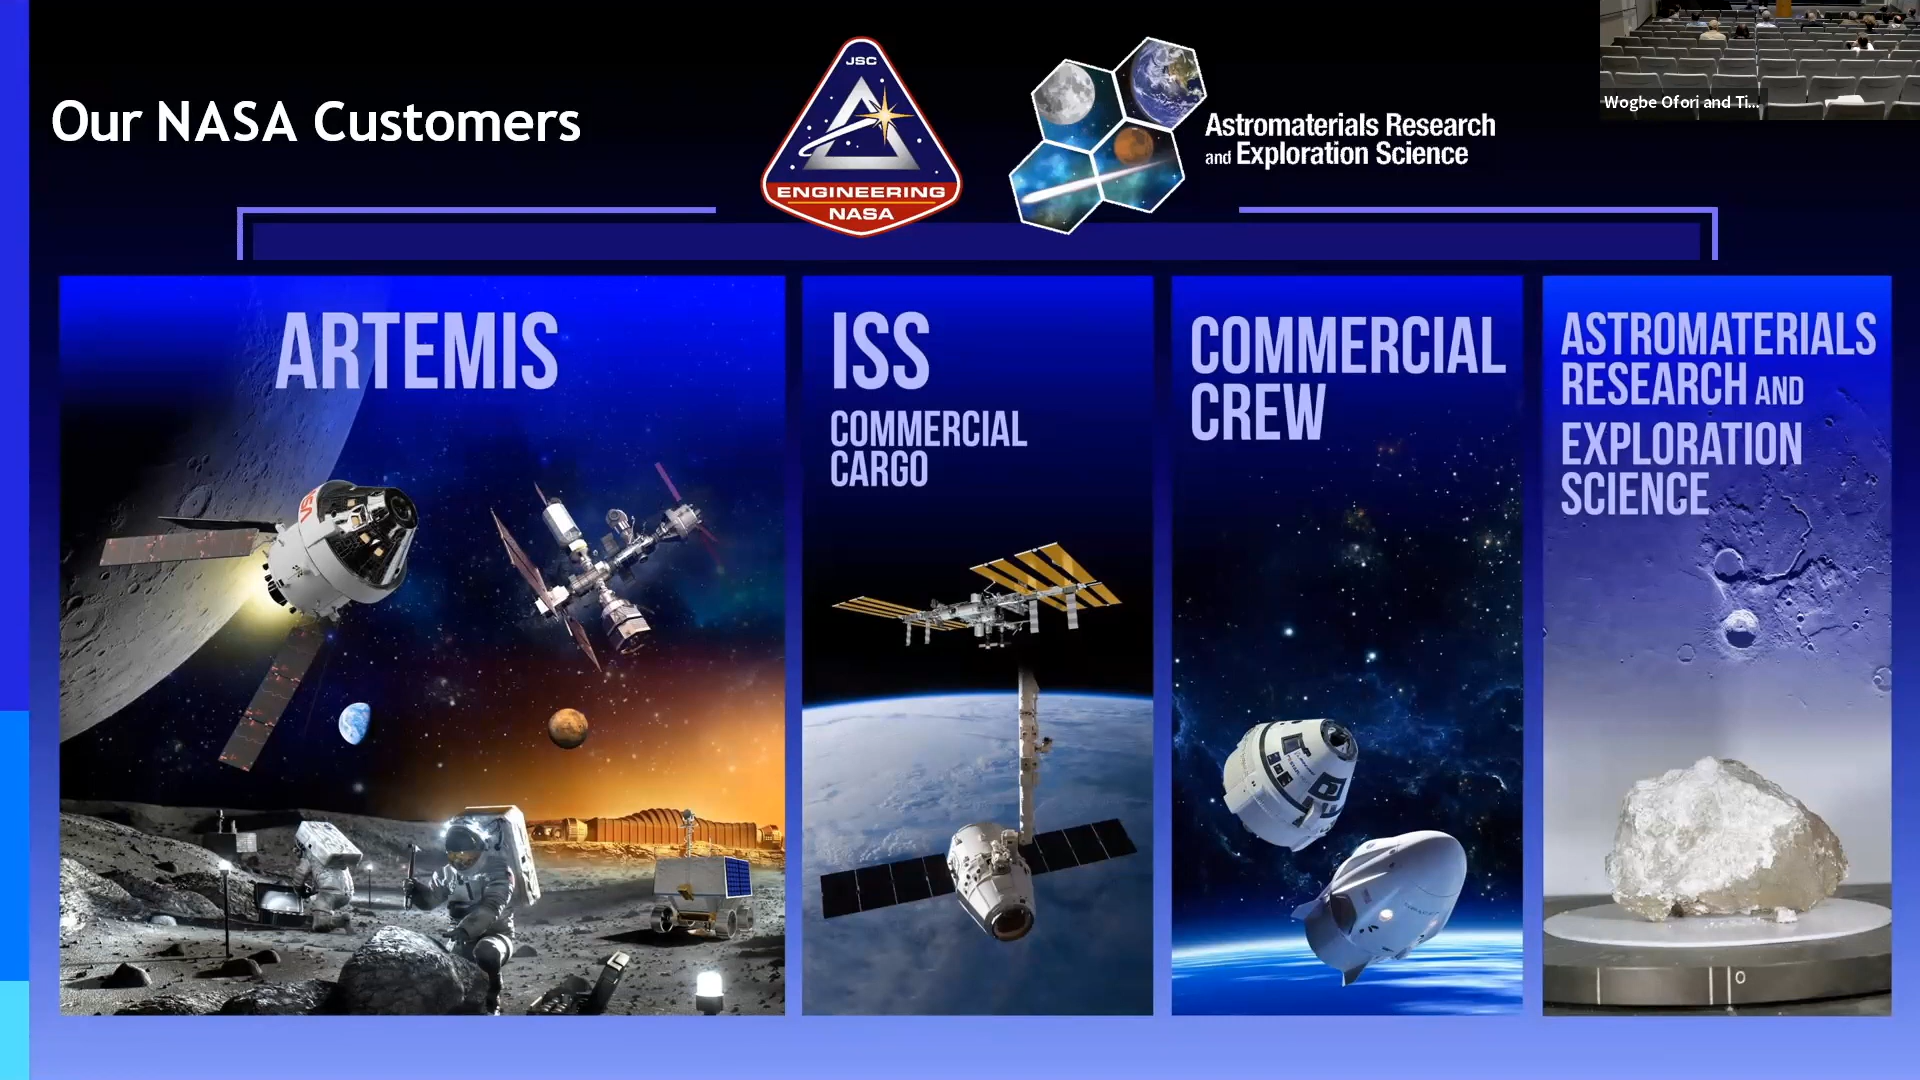 Our NASA Customers
JSC
ENGINEERING
NASA
Astromaterials Research
and Exploration Science
Wogbe Ofori and Ti...
ARTEMIS
ISS
COMMERCIAL
CARGO
COMMERCIAL
CREW
ASTROMATERIALS
RESEARCH AND
EXPLORATION
SCIENCE